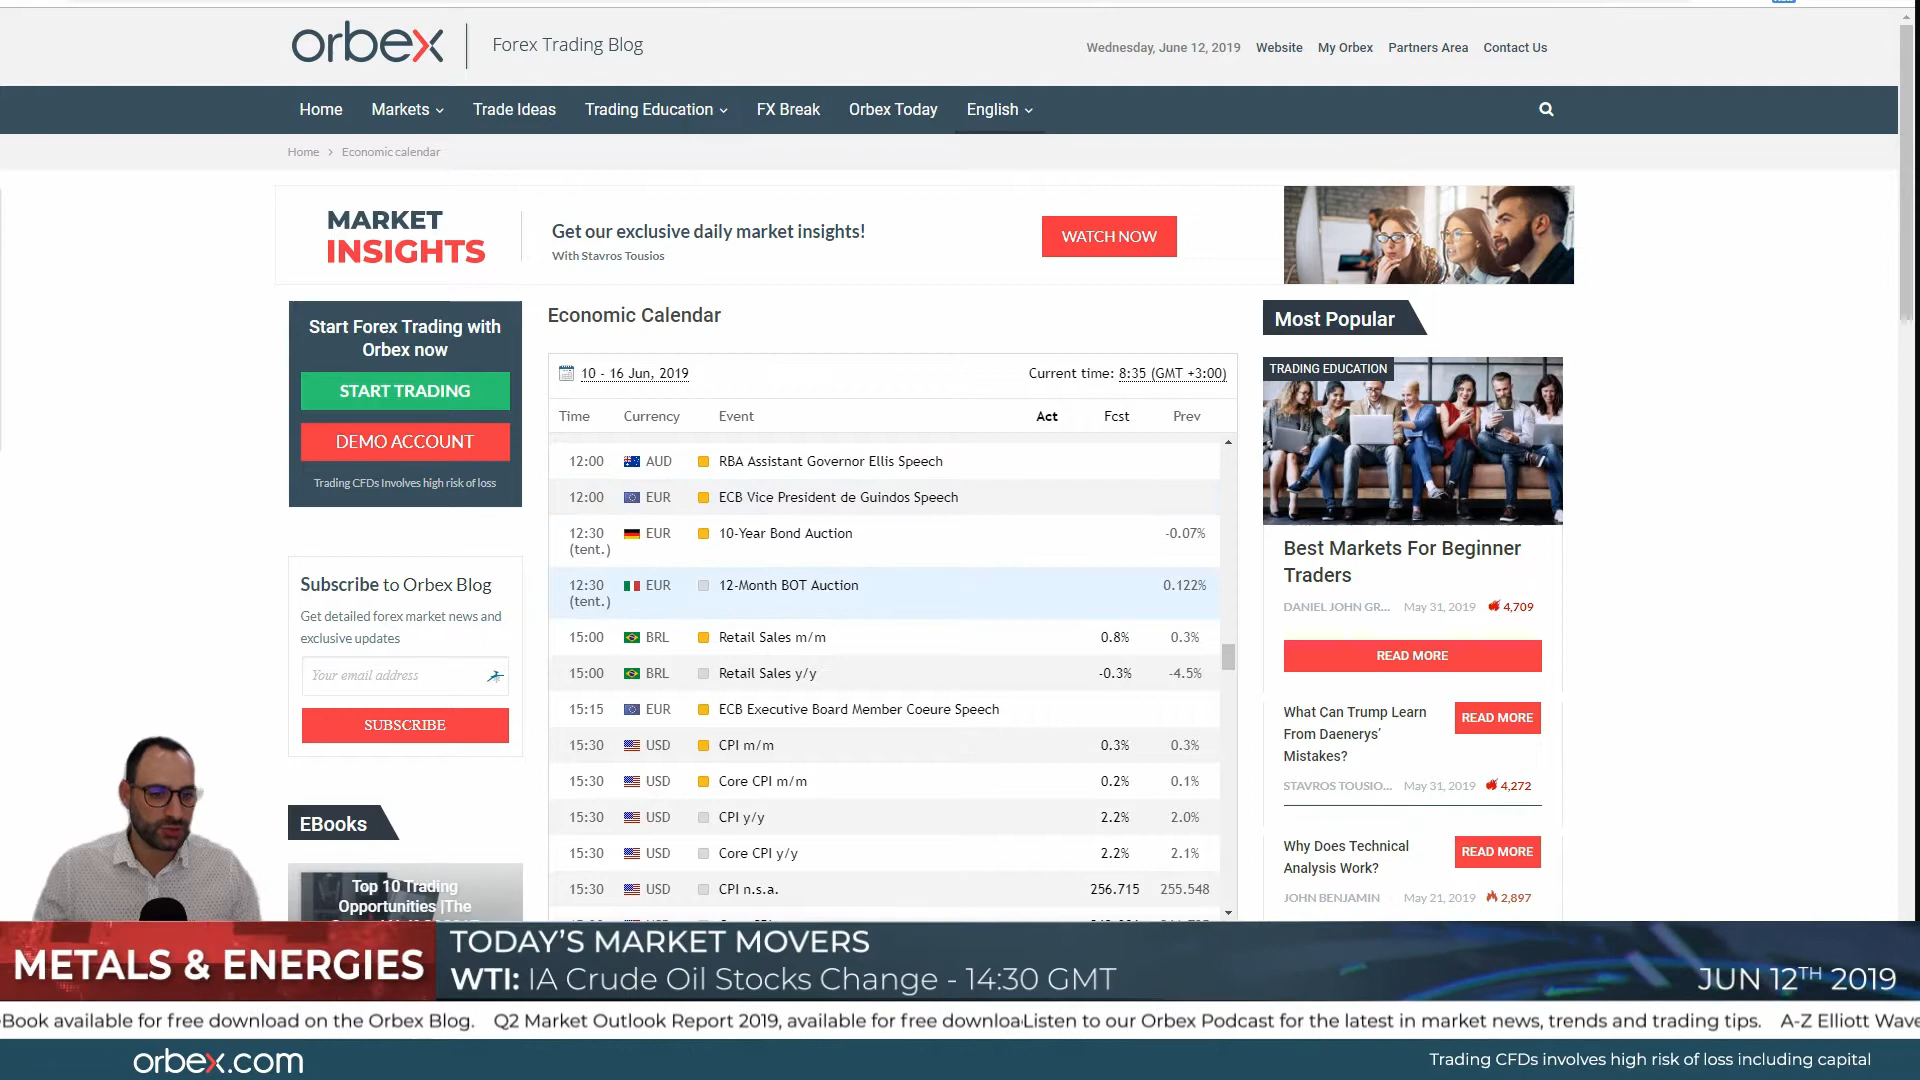 orbex
Forex Trading Blog
Wednesday, June 12, 2019 Website My Orbex Partners Area Contact Us
Home Markets Trade Ideas Trading Education FX Break Orbex Today English
Home > Economic calendar
MARKET
INSIGHTS
Get our exclusive daily market insights!
With Stavros Tousios
WATCH NOW
Start Forex Trading with
Orbex now
START TRADING
DEMO ACCOUNT
Trading CFDs Involves high risk of loss
Subscribe to Orbex Blog
Get detailed forex market news and
exclusive updates
Your email address
SUBSCRIBE
EBooks
Top 10 Trading
Opportunities |The
Economic Calendar
10 - 16 Jun, 2019 Current time: 8:35 (GMT +3:00)
Time Currency Event Act Fcst Prev
12:00 AUD RBA Assistant Governor Ellis Speech
12:00 EUR ECB Vice President de Guindos Speech
12:30 EUR 10-Year Bond Auction -0.07%
(tent.)
12:30 EUR 12-Month BOT Auction 0.122%
(tent.)
15:00 BRL Retail Sales m/m 0.8% 0.3%
15:00 BRL Retail Sales y/y -0.3% -4.5%
15:15 EUR ECB Executive Board Member Coeure Speech
15:30 USD CPI m/m 0.3% 0.3%
15:30 USD Core CPI m/m 0.2% 0.1%
15:30 USD CPI y/y 2.2% 2.0%
15:30 USD Core CPI y/y 2.2% 2.1%
15:30 USD CPI n.s.a. 256.715 255.548
Most Popular
TRADING EDUCATION
Best Markets For Beginner
Traders
DANIEL JOHN GR... May 31, 2019 4,709
READ MORE
What Can Trump Learn
From Daenerys'
Mistakes?
READ MORE
STAVROS TOUSIO... May 31, 2019 4,272
Why Does Technical
Analysis Work?
READ MORE
JOHN BENJAMIN May 21, 2019 2,897
METALS & ENERGIES
TODAY'S MARKET MOVERS
WTI: IA Crude Oil Stocks Change - 14:30 GMT
JUN 12TH 2019
Book available for free download on the Orbex Blog. Q2 Market Outlook Report 2019, available for free downloa Listen to our Orbex Podcast for the latest in market news, trends and trading tips. A-Z Elliott Wave
orbex.com
Trading CFDs involves high risk of loss including capital